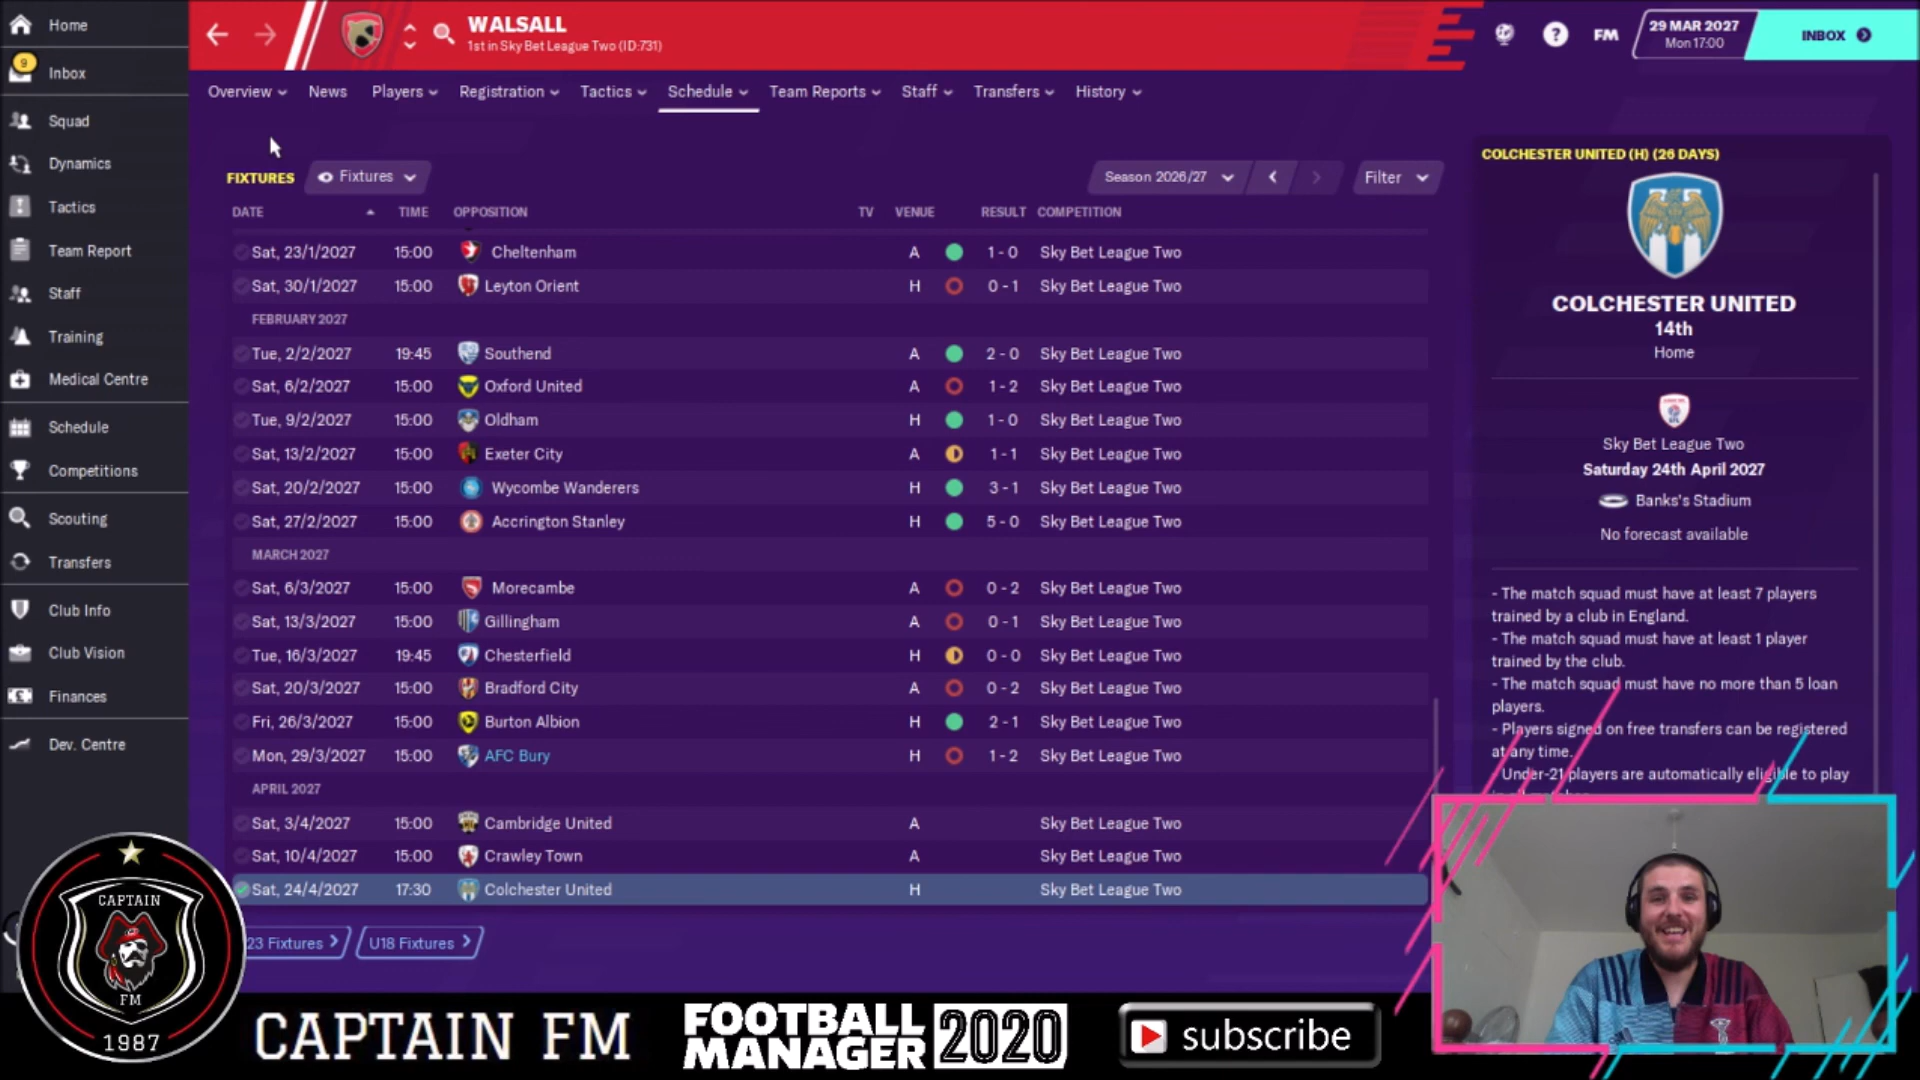 Home
9
Inbox
Squad
Dynamics
Tactics
Team Report
Staff
Training
Medical Centre
Schedule
Competitions
Scouting
Transfers
Club Info
Club Vision
Finances
Dev. Centre
WALSALL
1st in Sky Bet League Two (ID:731)
? FM 29 MAR 2027
Mon 17:00
INBOX
Overview News Players Registration Tactics Schedule Team Reports Staff Transfers History
FIXTURES Fixtures Season 2026/27 Filter
DATE TIME OPPOSITION TV VENUE RESULT COMPETITION
Sat, 23/1/2027 15:00 Cheltenham A 1 - 0 Sky Bet League Two
Sat, 30/1/2027 15:00 Leyton Orient H 0 - 1 Sky Bet League Two
FEBRUARY 2027
Tue, 2/2/2027 19:45 Southend A 2 - 0 Sky Bet League Two
Sat, 6/2/2027 15:00 Oxford United A 1 - 2 Sky Bet League Two
Tue, 9/2/2027 15:00 Oldham H 1 - 0 Sky Bet League Two
Sat, 13/2/2027 15:00 Exeter City A 1 - 1 Sky Bet League Two
Sat, 20/2/2027 15:00 Wycombe Wanderers H 3 - 1 Sky Bet League Two
Sat, 27/2/2027 15:00 Accrington Stanley H 5 - 0 Sky Bet League Two
MARCH 2027
Sat, 6/3/2027 15:00 Morecambe A 0 - 2 Sky Bet League Two
Sat, 13/3/2027 15:00 Gillingham A 0 - 1 Sky Bet League Two
Tue, 16/3/2027 19:45 Chesterfield H 0 - 0 Sky Bet League Two
Sat, 20/3/2027 15:00 Bradford City A 0 - 2 Sky Bet League Two
Fri, 26/3/2027 15:00 Burton Albion H 2 - 1 Sky Bet League Two
Mon, 29/3/2027 15:00 AFC Bury H 1 - 2 Sky Bet League Two
APRIL 2027
Sat, 3/4/2027 15:00 Cambridge United A Sky Bet League Two
Sat, 10/4/2027 15:00 Crawley Town A Sky Bet League Two
Sat, 24/4/2027 17:30 Colchester United H Sky Bet League Two
23 Fixtures U18 Fixtures
COLCHESTER UNITED (H) (26 DAYS)
COLCHESTER UNITED
14th
Home
Sky Bet League Two
Saturday 24th April 2027
Banks's Stadium
No forecast available
- The match squad must have at least 7 players
trained by a club in England.
- The match squad must have at least 1 player
trained by the club.
- The match squad must have no more than 5 loan
players.
- Players signed on free transfers can be registered
at any time.
- Under-21 players are automatically eligible to play
CAPTAIN
FM
1987
CAPTAIN FM
FOOTBALL
MANAGER 2020
subscribe